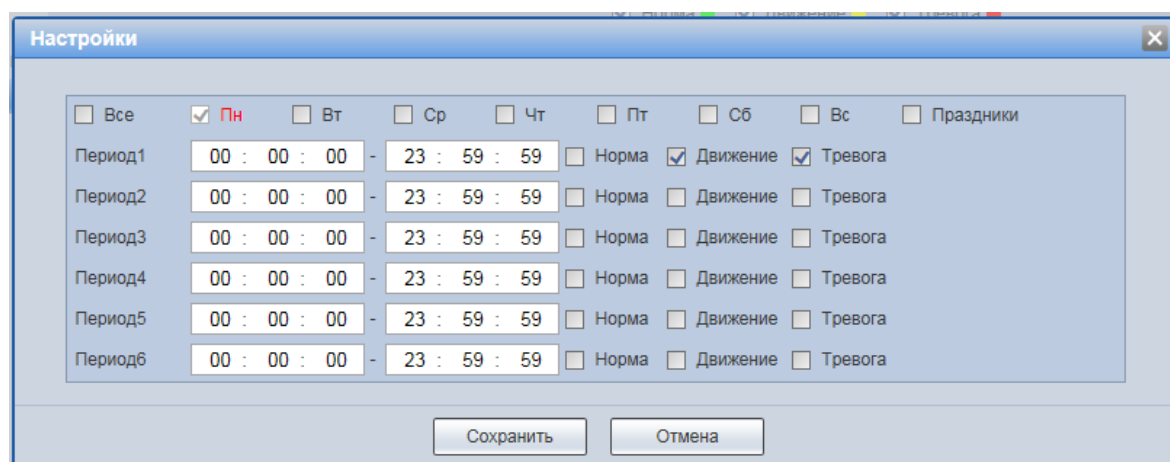 Норма Движение Тревога
Настройки
Все Пн Вт Ср Чт Пт Сб Вс Праздники
Период1 00 : 00 : 00 - 23 : 59 : 59 Норма Движение Тревога
Период2 00 : 00 : 00 - 23 : 59 : 59 Норма Движение Тревога
Период3 00 : 00 : 00 - 23 : 59 : 59 Норма Движение Тревога
Период4 00 : 00 : 00 - 23 : 59 : 59 Норма Движение Тревога
Период5 00 : 00 : 00 - 23 : 59 : 59 Норма Движение Тревога
Период6 00 : 00 : 00 - 23 : 59 : 59 Норма Движение Тревога
Сохранить Отмена